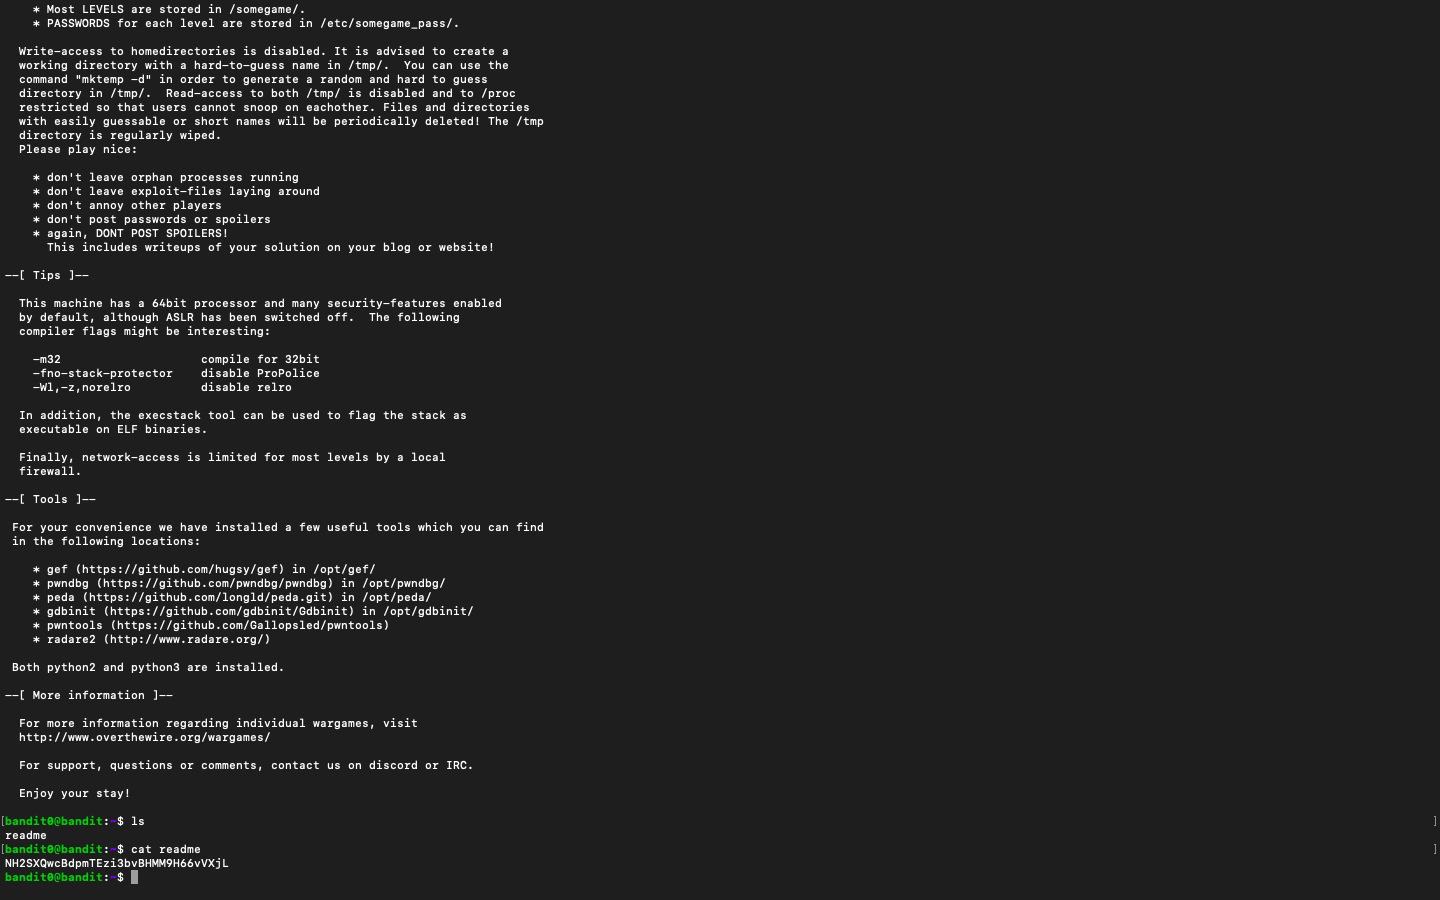 * Most LEVELS are stored in /somegame/.
* PASSWORDS for each level are stored in /etc/somegame_pass/.
Write-access to homedirectories is disabled. It is advised to create a
working directory with a hard-to-guess name in /tmp/.  You can use the
command "mktemp -d" in order to generate a random and hard to guess
directory in /tmp/.  Read-access to both /tmp/ is disabled and to /proc
restricted so that users cannot snoop on eachother. Files and directories
with easily guessable or short names will be periodically deleted! The /tmp
directory is regularly wiped.
Please play nice:
* don't leave orphan processes running
* don't leave exploit-files laying around
* don't annoy other players
* don't post passwords or spoilers
* again, DONT POST SPOILERS!
This includes writeups of your solution on your blog or website!
--[ Tips ]--
This machine has a 64bit processor and many security-features enabled
by default, although ASLR has been switched off.  The following
compiler flags might be interesting:
-m32                    compile for 32bit
-fno-stack-protector    disable ProPolice
-Wl,-z,norelro          disable relro
In addition, the execstack tool can be used to flag the stack as
executable on ELF binaries.
Finally, network-access is limited for most levels by a local
firewall.
--[ Tools ]--
For your convenience we have installed a few useful tools which you can find
in the following locations:
* gef (https://github.com/hugsy/gef) in /opt/gef/
* pwndbg (https://github.com/pwndbg/pwndbg) in /opt/pwndbg/
* peda (https://github.com/longld/peda.git) in /opt/peda/
* gdbinit (https://github.com/gdbinit/Gdbinit) in /opt/gdbinit/
* pwntools (https://github.com/Gallopsled/pwntools)
* radare2 (http://www.radare.org/)
Both python2 and python3 are installed.
--[ More information ]--
For more information regarding individual wargames, visit
http://www.overthewire.org/wargames/
For support, questions or comments, contact us on discord or IRC.
Enjoy your stay!
[bandit0@bandit:~$ ls ]
readme
[bandit0@bandit:~$ cat readme ]
NH2SXQwcBdpmTEzi3bvBHMM9H66vVXjL
bandit0@bandit:~$